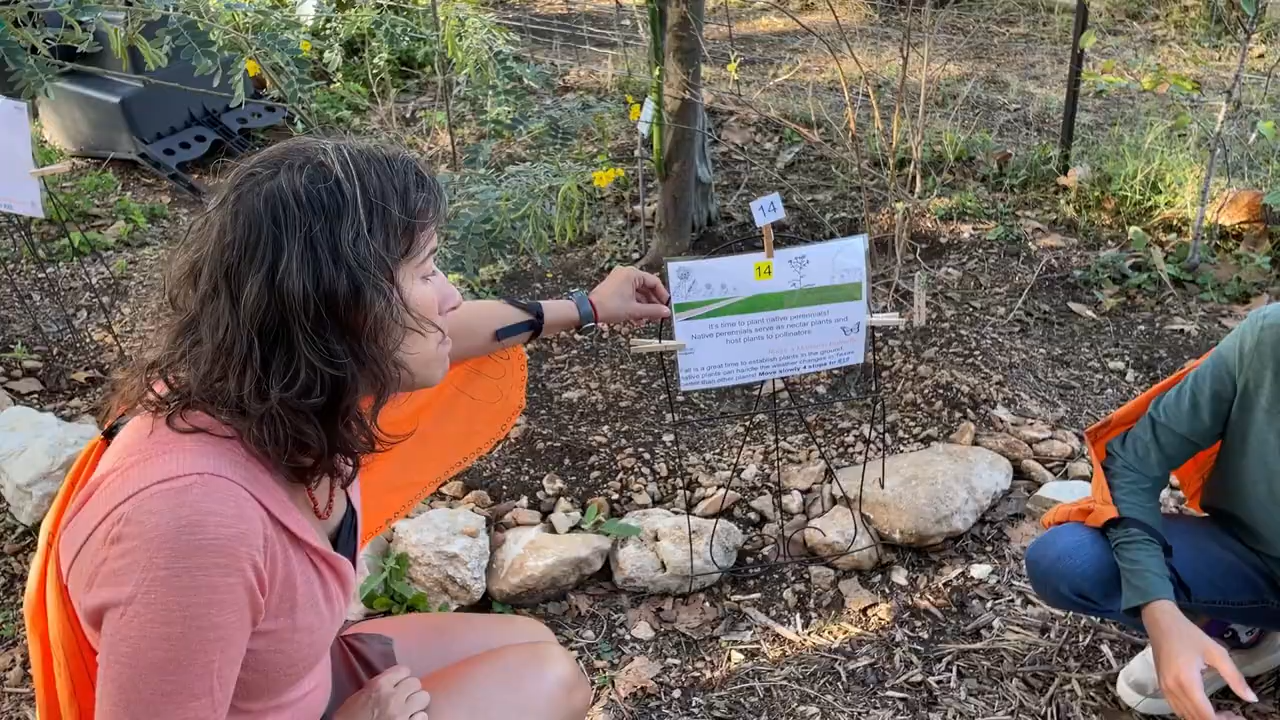 14
14
it's time to plant native perennials!
Native perennials serve as nectar plants and
host plants to pollinators.
Fall is a great time to establish plants in the ground.
Native plants can handle the weather changes in Texas
better than other plants! Move slowly 4 stops to #18